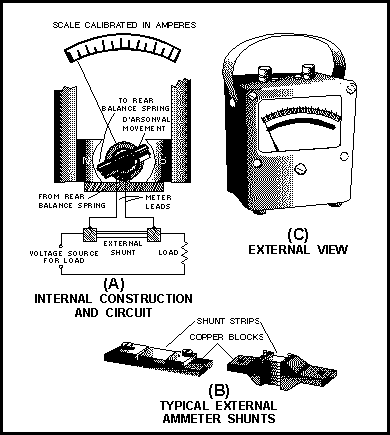 SCALE CALIBRATED IN AMPERES
TO REAR
BALANCE SPRING
D'ARSONVAL
MOVEMENT
N
FROM REAR
BALANCE SPRING
METER
LEADS
EXTERNAL
SHUNT
VOLTAGE SOURCE
FOR LOAD
LOAD
(A)
INTERNAL CONSTRUCTION
AND CIRCUIT
(C)
EXTERNAL VIEW
SHUNT STRIPS
COPPER BLOCKS
(B)
TYPICAL EXTERNAL
AMMETER SHUNTS